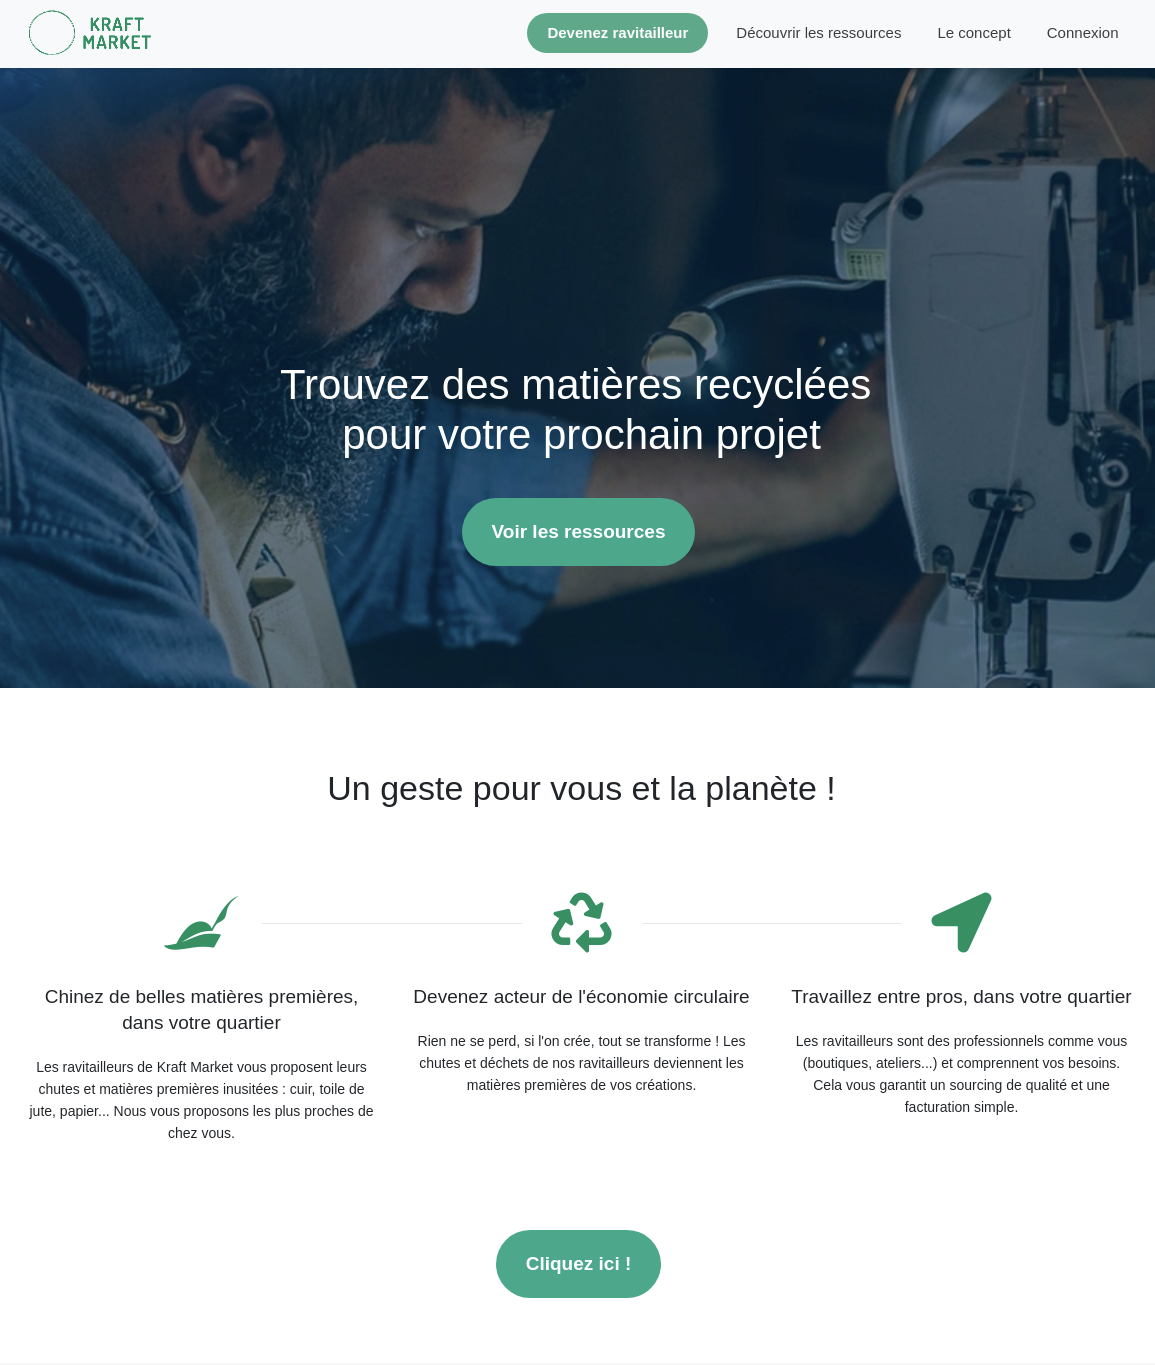 KRAFT
MARKET
Devenez ravitailleur
Découvrir les ressources
Le concept
Connexion
Trouvez des matières recyclées
pour votre prochain projet
Voir les ressources
Un geste pour vous et la planète !
Chinez de belles matières premières,
dans votre quartier
Les ravitailleurs de Kraft Market vous proposent leurs
chutes et matières premières inusitées : cuir, toile de
jute, papier... Nous vous proposons les plus proches de
chez vous.
Devenez acteur de l'économie circulaire
Rien ne se perd, si l'on crée, tout se transforme ! Les
chutes et déchets de nos ravitailleurs deviennent les
matières premières de vos créations.
Travaillez entre pros, dans votre quartier
Les ravitailleurs sont des professionnels comme vous
(boutiques, ateliers...) et comprennent vos besoins.
Cela vous garantit un sourcing de qualité et une
facturation simple.
Cliquez ici !